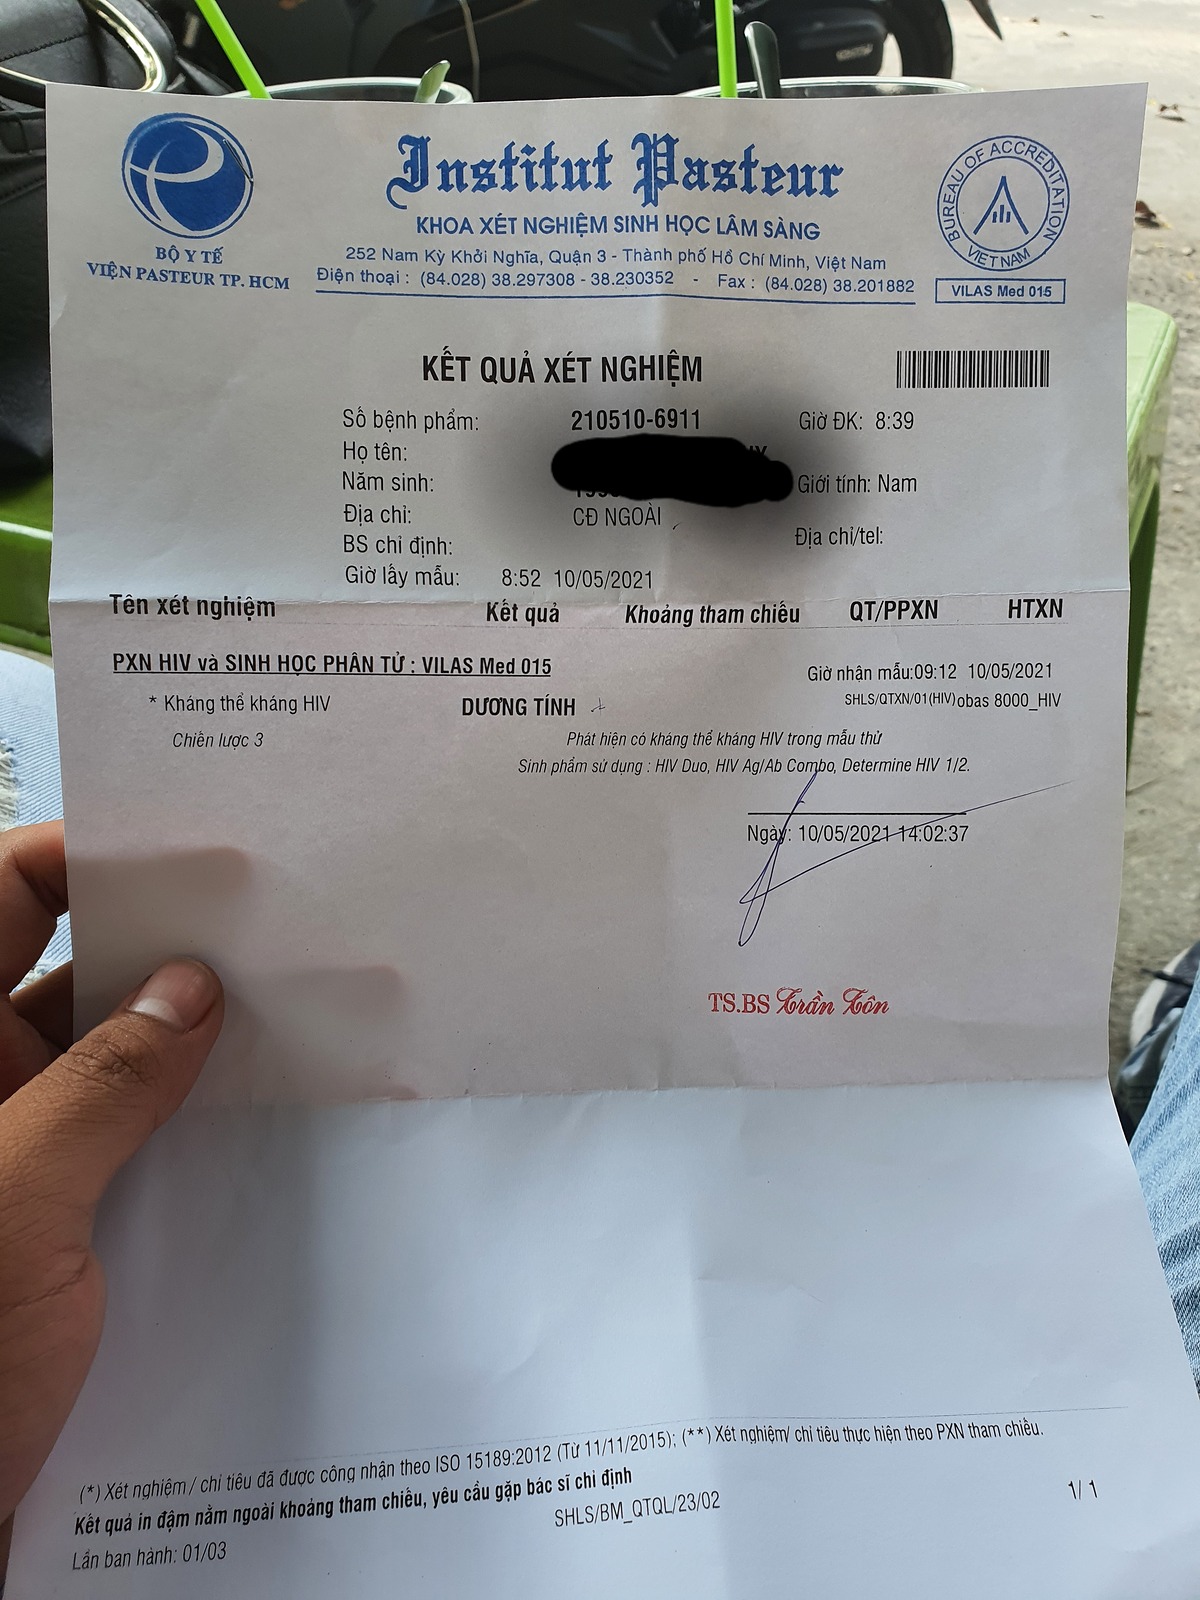 Institut Pasteur
KHOA XÉT NGHIỆM SINH HỌC LÂM SÀNG
252 Nam Kỳ Khởi Nghĩa, Quận 3 - Thành phố Hồ Chí Minh, Việt Nam
Điện thoại : (84.028) 38.297308 - 38.230352 - Fax : (84.028) 38.201882
BỘ Y TẾ
VIỆN PASTEUR TP. HCM
BUREAU OF ACCREDITATION
VIETNAM
VILAS Med 015
KẾT QUẢ XÉT NGHIỆM
Số bệnh phẩm: 210510-6911 Giờ ĐK: 8:39
Họ tên:
Năm sinh: Giới tính: Nam
Địa chỉ: CĐ NGOÀI Địa chỉ/tel:
BS chỉ định:
Giờ lấy mẫu: 8:52 10/05/2021
Tên xét nghiệm Kết quả Khoảng tham chiếu QT/PPXN HTXN
PXN HIV và SINH HỌC PHÂN TỬ : VILAS Med 015 Giờ nhận mẫu:09:12 10/05/2021
* Kháng thể kháng HIV DƯƠNG TÍNH SHLS/QTXN/01(HIV)obas 8000_HIV
Chiến lược 3 Phát hiện có kháng thể kháng HIV trong mẫu thử
Sinh phẩm sử dụng : HIV Duo, HIV Ag/Ab Combo, Determine HIV 1/2.
Ngày: 10/05/2021 14:02:37
TS.BS Trần Tôn
(*) Xét nghiệm / chỉ tiêu đã được công nhận theo ISO 15189:2012 (Từ 11/11/2015); (**) Xét nghiệm/ chỉ tiêu thực hiện theo PXN tham chiếu.
Kết quả in đậm nằm ngoài khoảng tham chiếu, yêu cầu gặp bác sĩ chỉ định
SHLS/BM_QTQL/23/02 1/ 1
Lần ban hành: 01/03